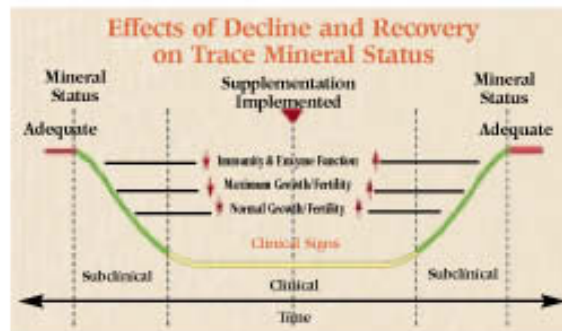 Effects of Decline and Recovery
on Trace Mineral Status
Mineral
Status
Supplementation
Implemented
Mineral
Status
Adequate
Adequate
Immunity & Enzyme Function
Maximum Growth/Fertility
Normal Growth/Fertility
Clinical Signs
Subclinical
Clinical
Subclinical
Time